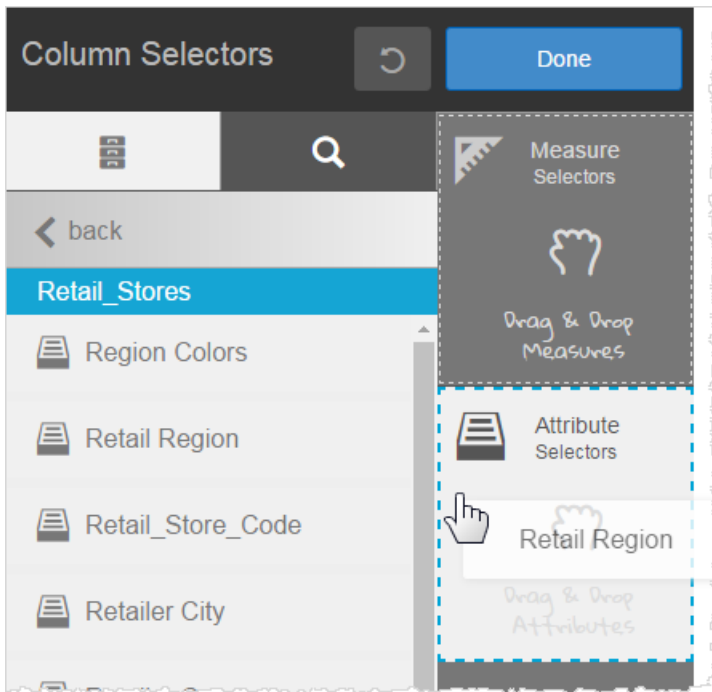 Column Selectors
Done
Measure
Selectors
back
Retail_Stores
Drag & Drop
Measures
Region Colors
Attribute
Selectors
Retail Region
Retail_Store_Code
Retail Region
Retailer City
Drag & Drop
Attributes